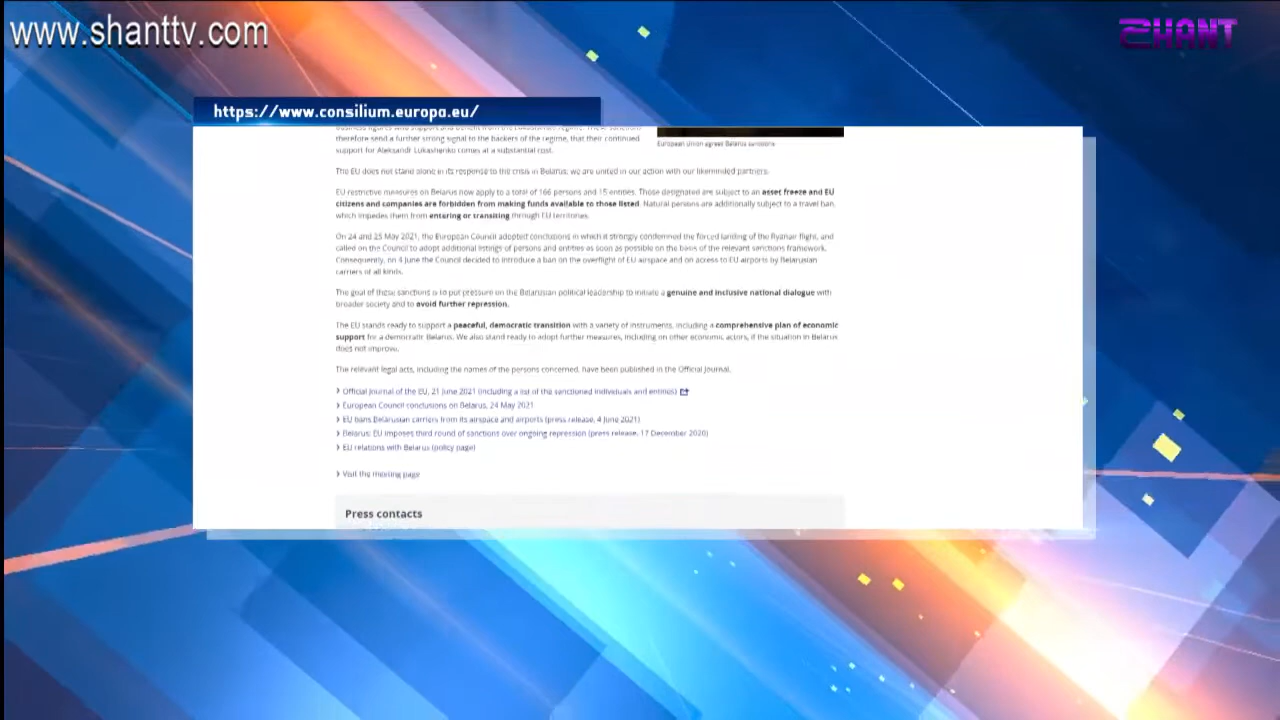 www.shanttv.com
SHANT
https://www.consilium.europa.eu/
therefore send a further strong signal to the backers of the regime, that their continued
support for Aleksandr Lukashenko comes at a substantial cost.
European Union agrees Belarus sanctions
The EU does not stand alone in its response to the crisis in Belarus; we are united in our action with our likeminded partners.
EU restrictive measures on Belarus now apply to a total of 166 persons and 15 entities. Those designated are subject to an asset freeze and EU
citizens and companies are forbidden from making funds available to those listed. Natural persons are additionally subject to a travel ban,
which impedes them from entering or transiting through EU territories.
On 24 and 25 May 2021, the European Council adopted conclusions in which it strongly condemned the forced landing of the Ryanair flight, and
called on the Council to adopt additional listings of persons and entities as soon as possible on the basis of the relevant sanctions framework.
Consequently, on 4 June the Council decided to introduce a ban on the overflight of EU airspace and on access to EU airports by Belarusian
carriers of all kinds.
The goal of these sanctions is to put pressure on the Belarusian political leadership to initiate a genuine and inclusive national dialogue with
broader society and to avoid further repression.
The EU stands ready to support a peaceful, democratic transition with a variety of instruments, including a comprehensive plan of economic
support for a democratic Belarus. We also stand ready to adopt further measures, including on other economic actors, if the situation in Belarus
does not improve.
The relevant legal acts, including the names of the persons concerned, have been published in the Official Journal.
Official Journal of the EU, 21 June 2021 (including a list of the sanctioned individuals and entities)
European Council conclusions on Belarus, 24 May 2021
EU bans Belarusian carriers from its airspace and airports (press release, 4 June 2021)
Belarus: EU imposes third round of sanctions over ongoing repression (press release, 17 December 2020)
EU relations with Belarus (policy page)
Visit the meeting page
Press contacts